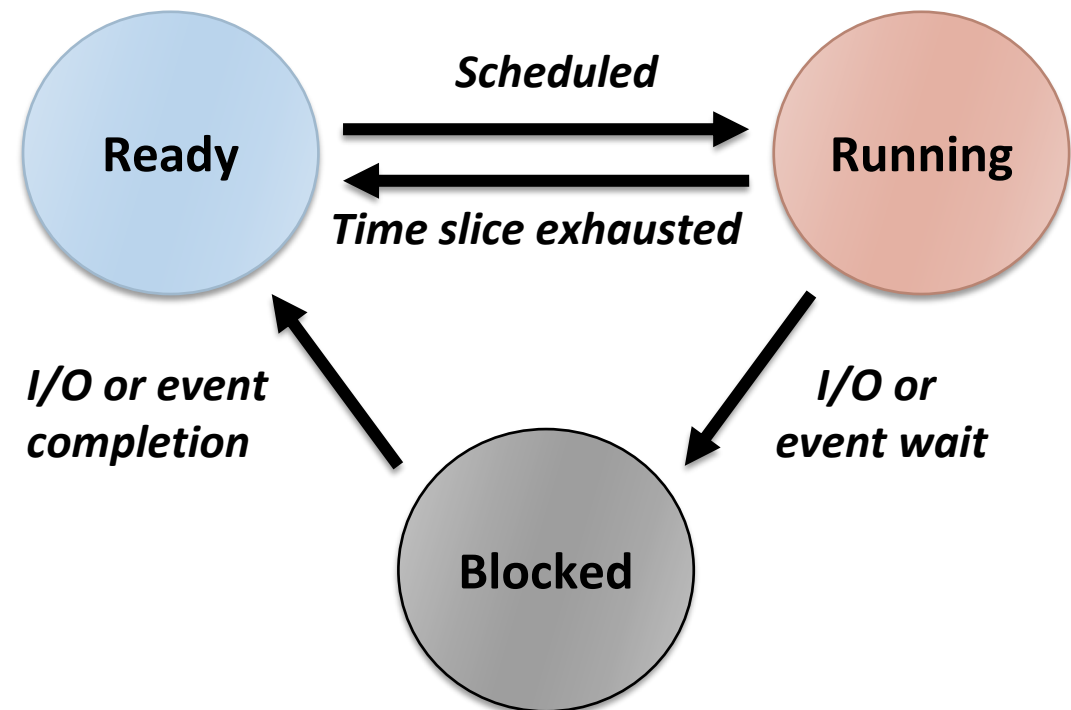 Scheduled
Ready
Running
Time slice exhausted
I/O or event
completion
I/O or
event wait
Blocked